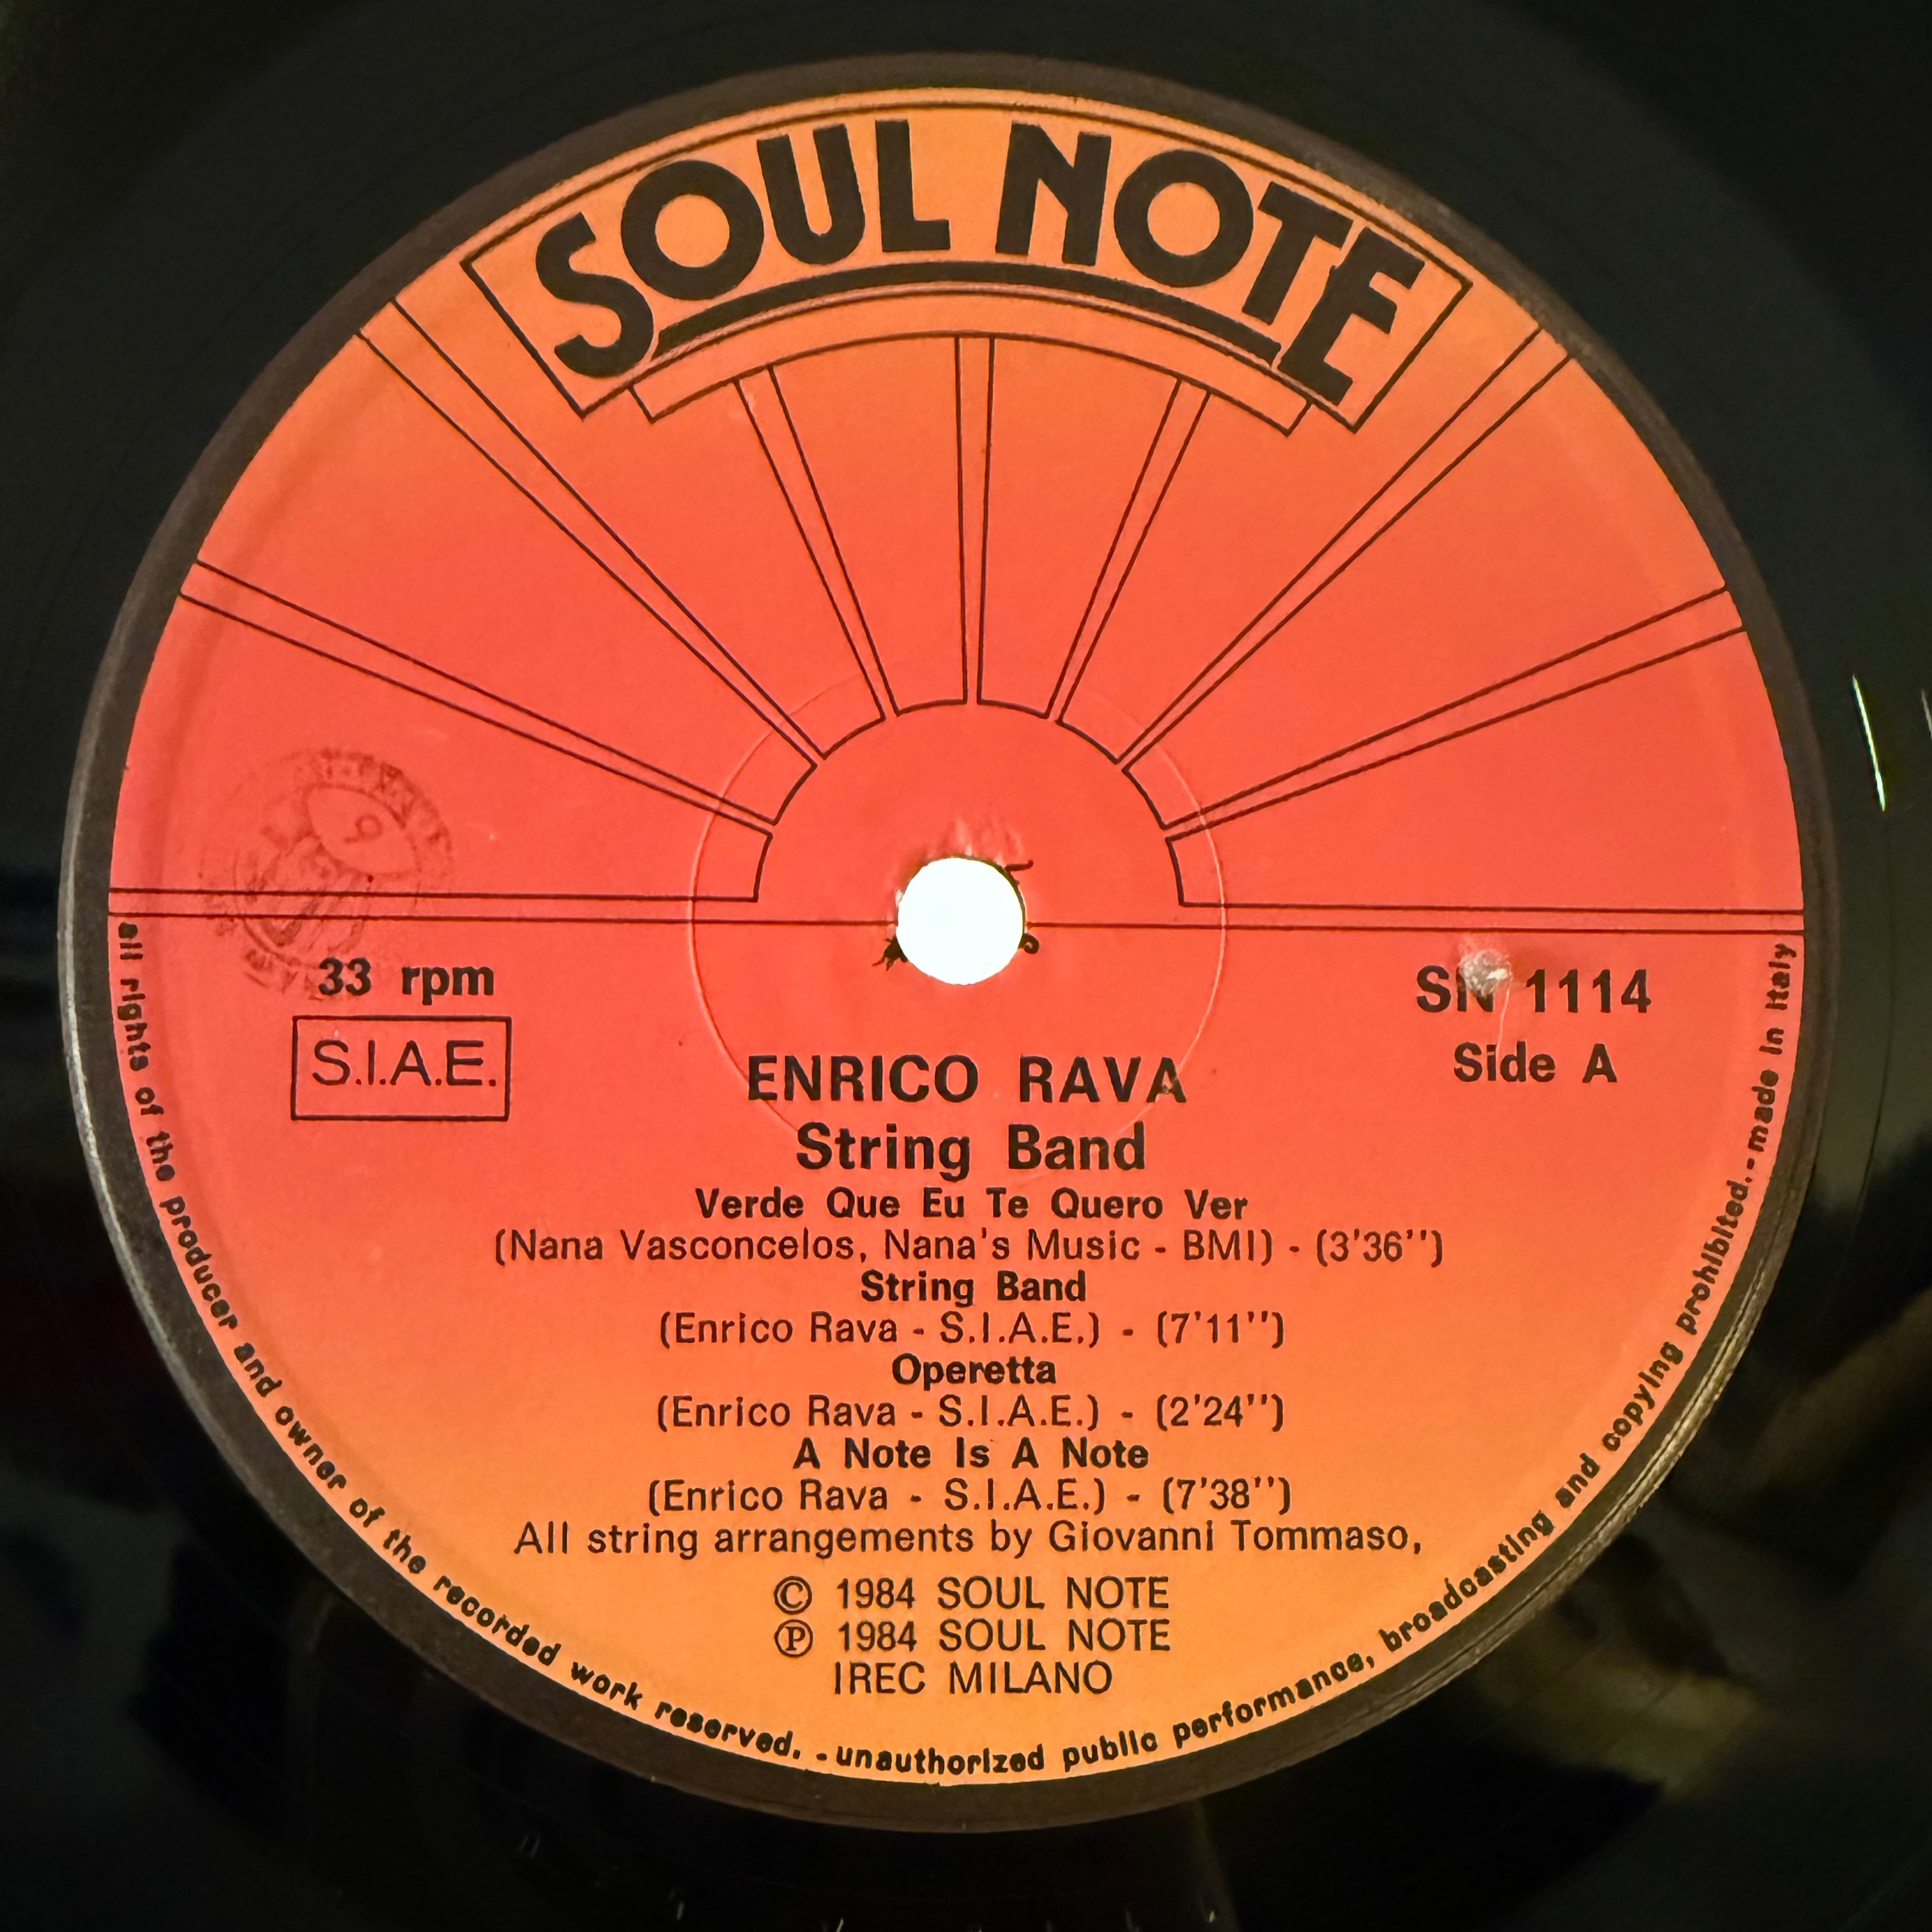 SOUL NOTE
33 rpm
S.I.A.E.
SN 1114
Side A
ENRICO RAVA
String Band
Verde Que Eu Te Quero Ver
(Nana Vasconcelos, Nana's Music - BMI) - (3'36'')
String Band
(Enrico Rava - S.I.A.E.) - (7'11'')
Operetta
(Enrico Rava - S.I.A.E.) - (2'24'')
A Note Is A Note
(Enrico Rava - S.I.A.E.) - (7'38'')
All string arrangements by Giovanni Tommaso,
© 1984 SOUL NOTE
℗ 1984 SOUL NOTE
IREC MILANO
all rights of the producer and owner of the recorded work reserved. - unauthorized public performance, broadcasting and copying prohibited. - made in Italy